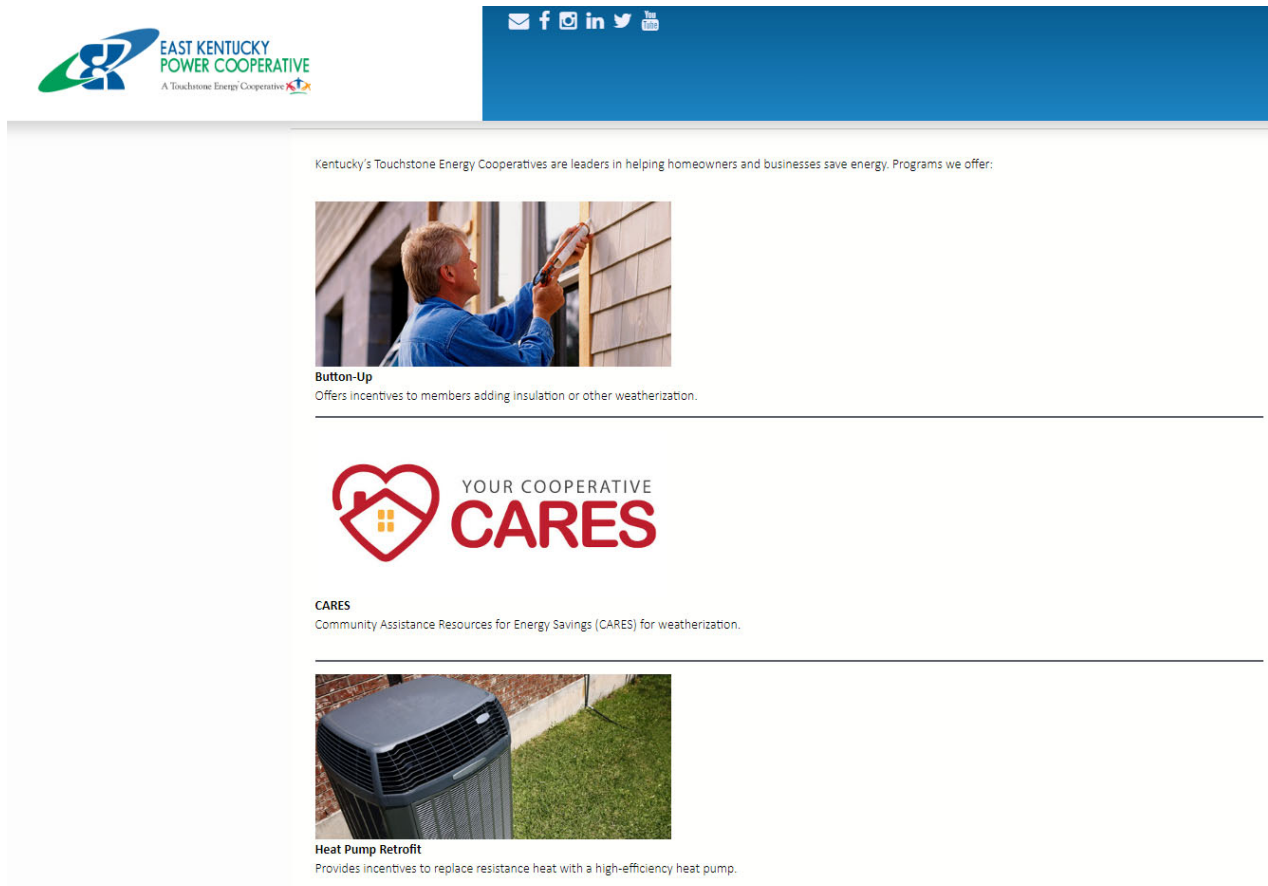 EAST KENTUCKY
POWER COOPERATIVE
A Touchstone Energy Cooperative
You
Tube
Kentucky's Touchstone Energy Cooperatives are leaders in helping homeowners and businesses save energy. Programs we offer:
Button-Up
Offers incentives to members adding insulation or other weatherization.
YOUR COOPERATIVE
CARES
CARES
Community Assistance Resources for Energy Savings (CARES) for weatherization.
Heat Pump Retrofit
Provides incentives to replace resistance heat with a high-efficiency heat pump.